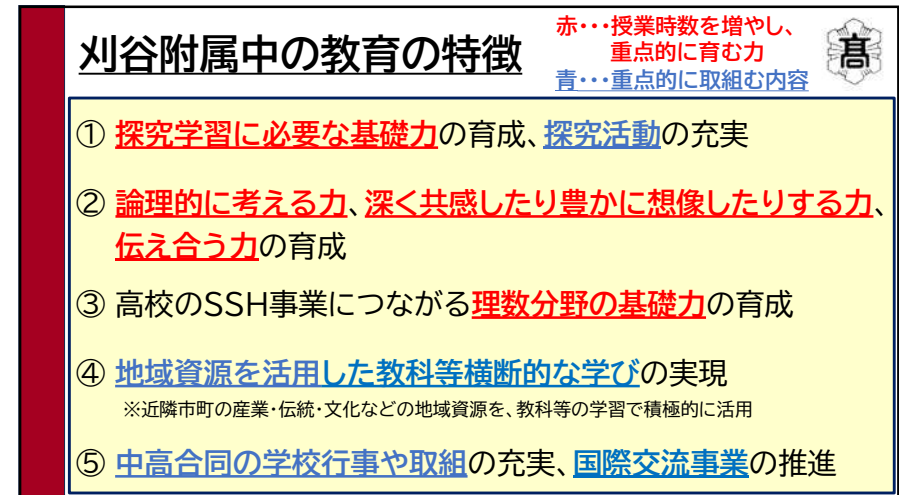 刈谷附属中の教育の特徴
赤・・・授業時数を増やし、
重点的に育む力
青・・・重点的に取組む内容
高
① 探究学習に必要な基礎力の育成、探究活動の充実
② 論理的に考える力、深く共感したり豊かに想像したりする力、
伝え合う力の育成
③ 高校のSSH事業につながる理数分野の基礎力の育成
④ 地域資源を活用した教科等横断的な学びの実現
※近隣市町の産業・伝統・文化などの地域資源を、教科等の学習で積極的に活用
⑤ 中高合同の学校行事や取組の充実、国際交流事業の推進